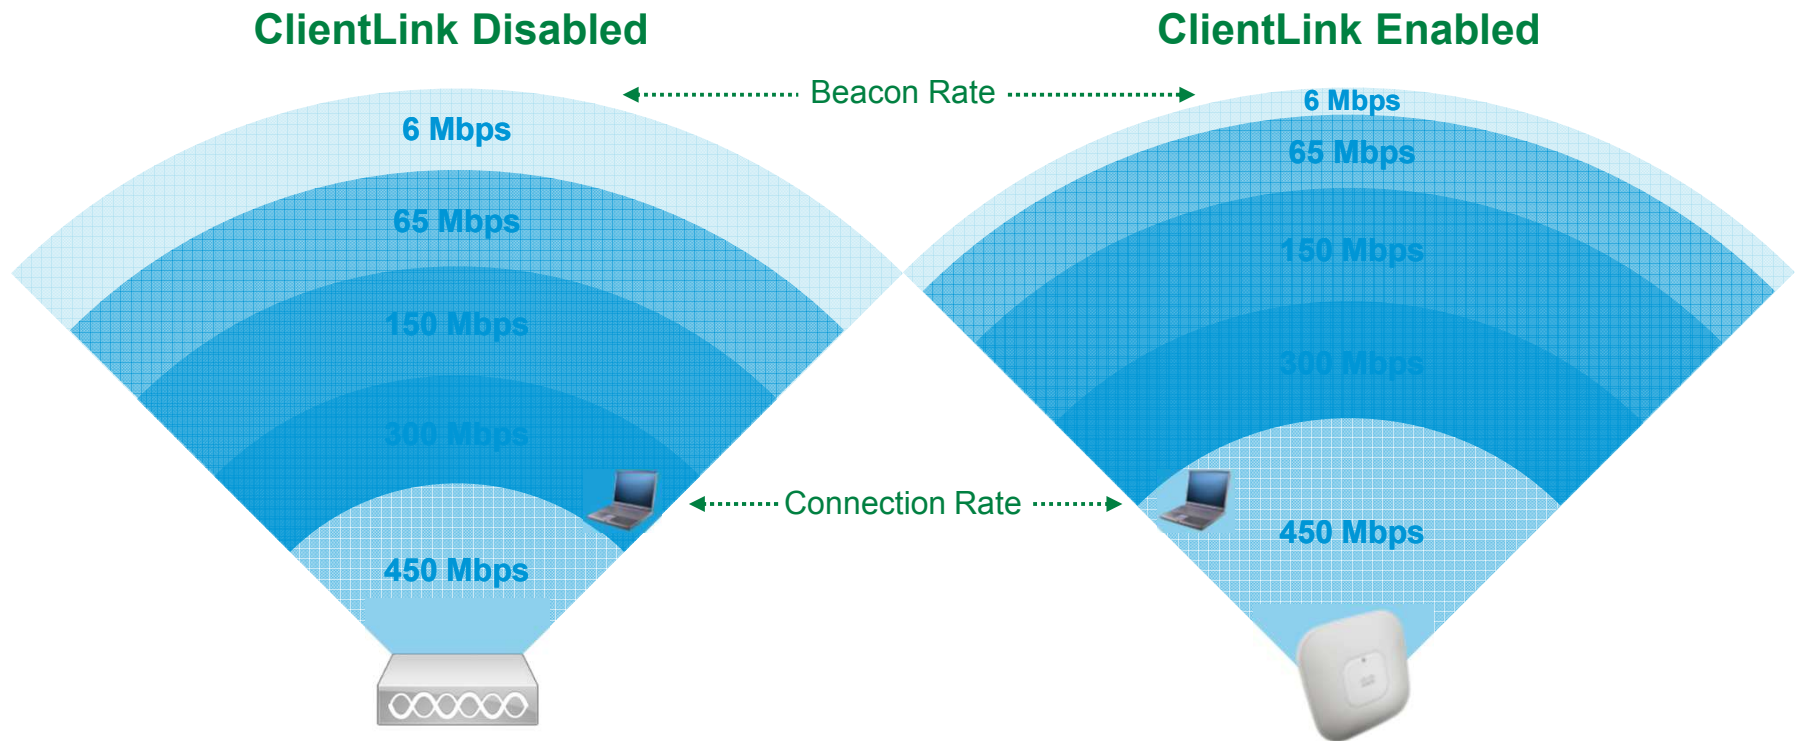 ClientLink Disabled
ClientLink Enabled
Beacon Rate
6 Mbps
6 Mbps
65 Mbps
65 Mbps
150 Mbps
150 Mbps
300 Mbps
300 Mbps
Connection Rate
450 Mbps
450 Mbps